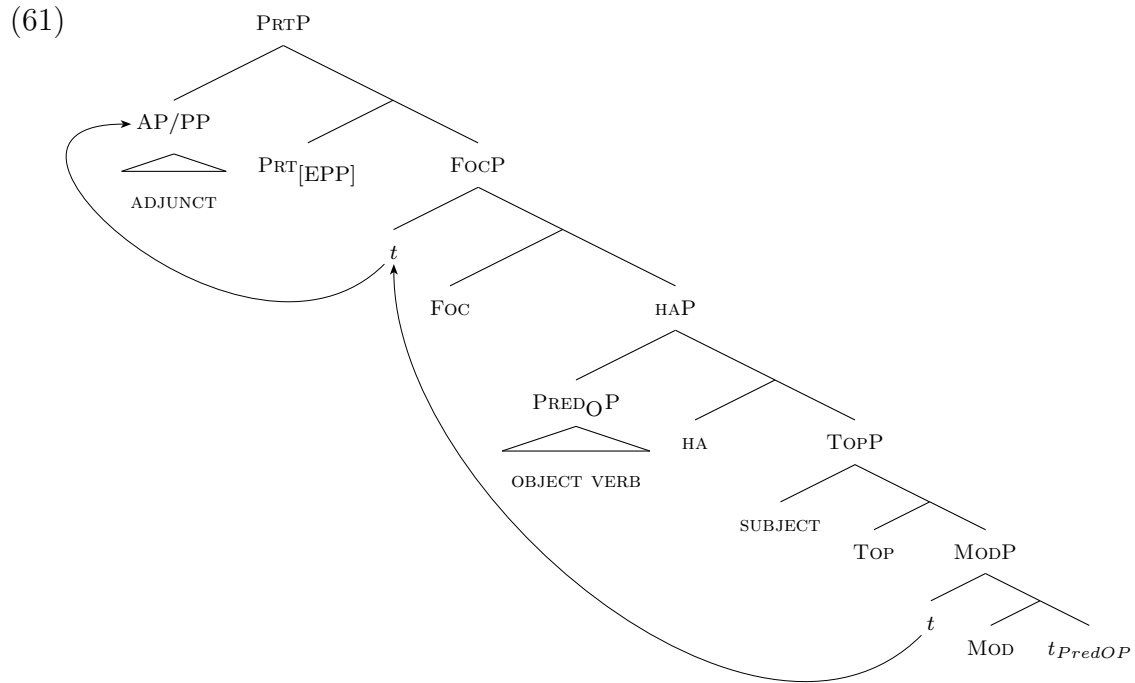 (61)
PRTP
AP/PP
ADJUNCT
PRT[EPP]
FOCP
t
FOC
HAP
PREDOP
OBJECT VERB
HA
TOPP
SUBJECT
TOP
MODP
t
MOD
tPredOP